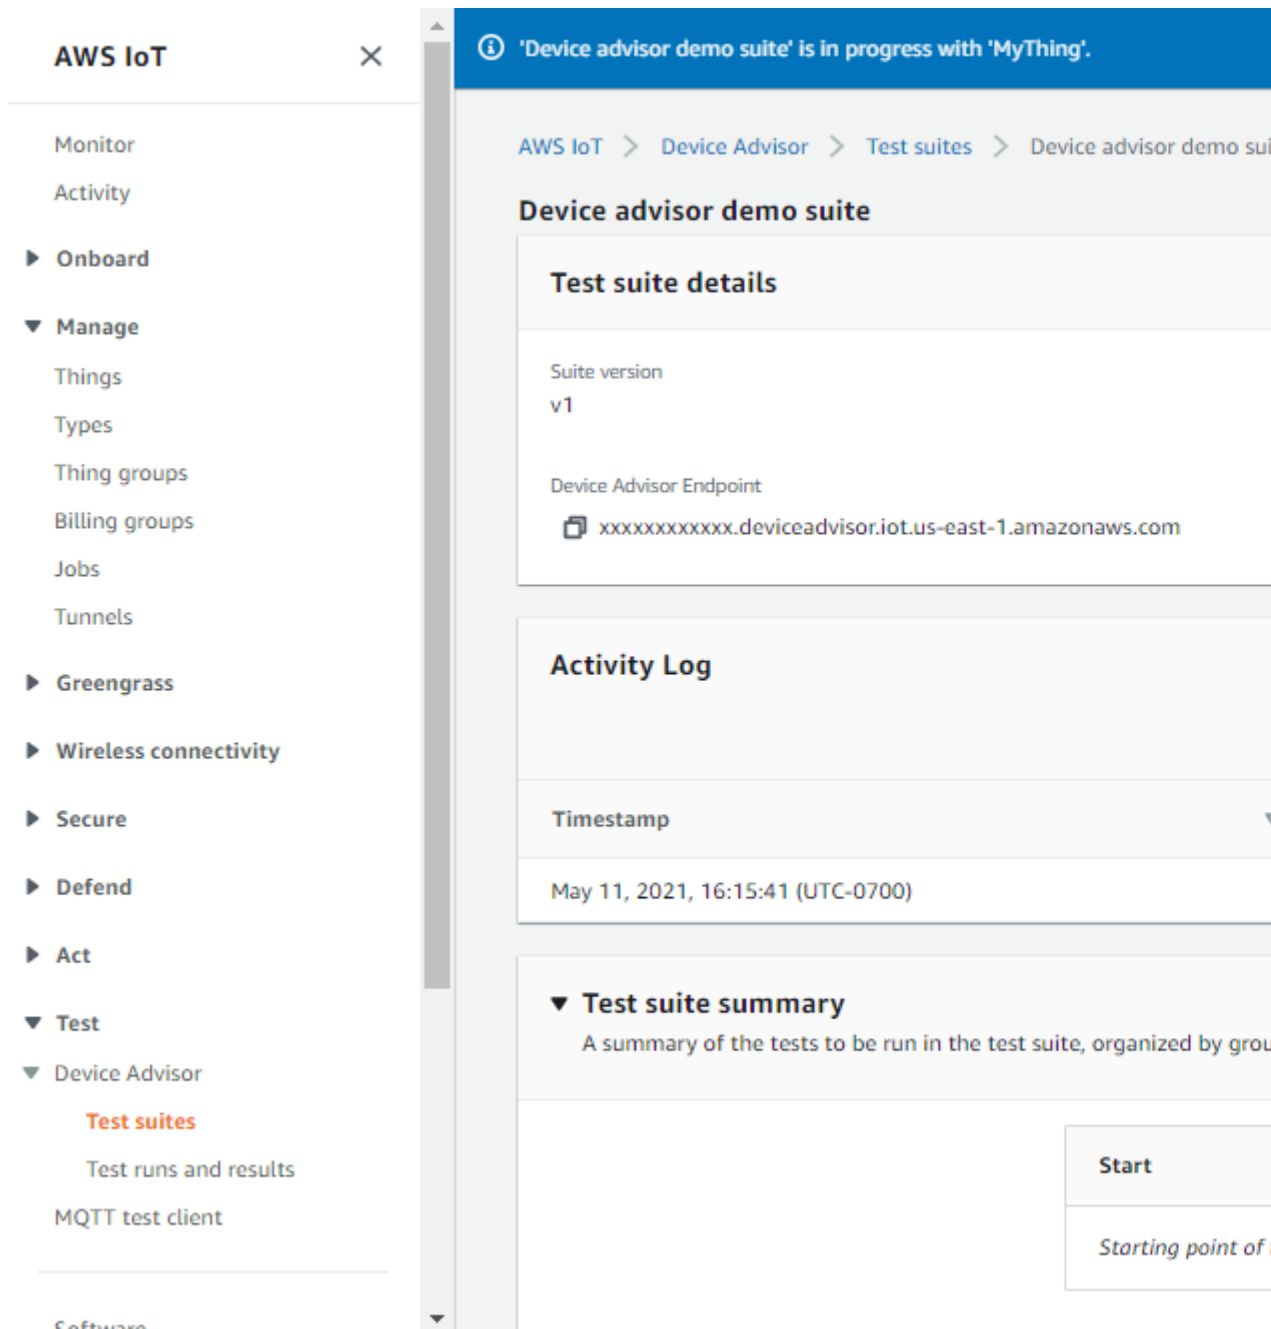 AWS IoT
Monitor
Activity
Onboard
Manage
Things
Types
Thing groups
Billing groups
Jobs
Tunnels
Greengrass
Wireless connectivity
Secure
Defend
Act
Test
Device Advisor
Test suites
Test runs and results
MQTT test client
Software
'Device advisor demo suite' is in progress with 'MyThing'.
AWS IoT > Device Advisor > Test suites > Device advisor demo sui
Device advisor demo suite
Test suite details
Suite version
v1
Device Advisor Endpoint
xxxxxxxxxxxx.deviceadvisor.iot.us-east-1.amazonaws.com
Activity Log
Timestamp
May 11, 2021, 16:15:41 (UTC-0700)
Test suite summary
A summary of the tests to be run in the test suite, organized by grou
Start
Starting point of